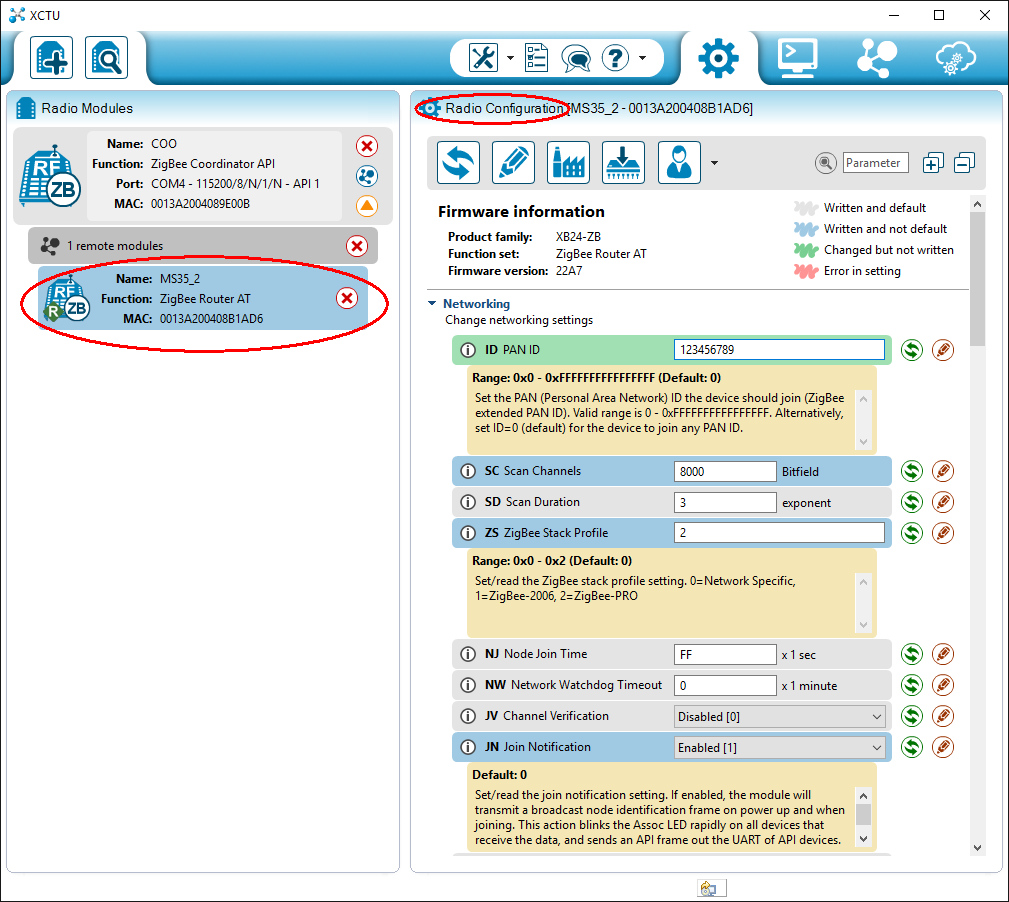 XCTU
Radio Modules
Name: COO
Function: ZigBee Coordinator API
Port: COM4 - 115200/8/N/1/N - API 1
MAC: 0013A2004089E00B
RF
ZB
1 remote modules
Name: MS35_2
Function: ZigBee Router AT
MAC: 0013A200408B1AD6
RF
R
ZB
Radio Configuration [MS35_2 - 0013A200408B1AD6]
Parameter
Firmware information
Product family: XB24-ZB
Function set: ZigBee Router AT
Firmware version: 22A7
Written and default
Written and not default
Changed but not written
Error in setting
Networking
Change networking settings
ID PAN ID 123456789
Range: 0x0 - 0xFFFFFFFFFFFFFFFF (Default: 0)
Set the PAN (Personal Area Network) ID the device should join (ZigBee
extended PAN ID). Valid range is 0 - 0xFFFFFFFFFFFFFFFF. Alternatively,
set ID=0 (default) for the device to join any PAN ID.
SC Scan Channels 8000 Bitfield
SD Scan Duration 3 exponent
ZS ZigBee Stack Profile 2
Range: 0x0 - 0x2 (Default: 0)
Set/read the ZigBee stack profile setting. 0=Network Specific,
1=ZigBee-2006, 2=ZigBee-PRO
NJ Node Join Time FF x 1 sec
NW Network Watchdog Timeout 0 x 1 minute
JV Channel Verification Disabled [0]
JN Join Notification Enabled [1]
Default: 0
Set/read the join notification setting. If enabled, the module will
transmit a broadcast node identification frame on power up and when
joining. This action blinks the Assoc LED rapidly on all devices that
receive the data, and sends an API frame out the UART of API devices.